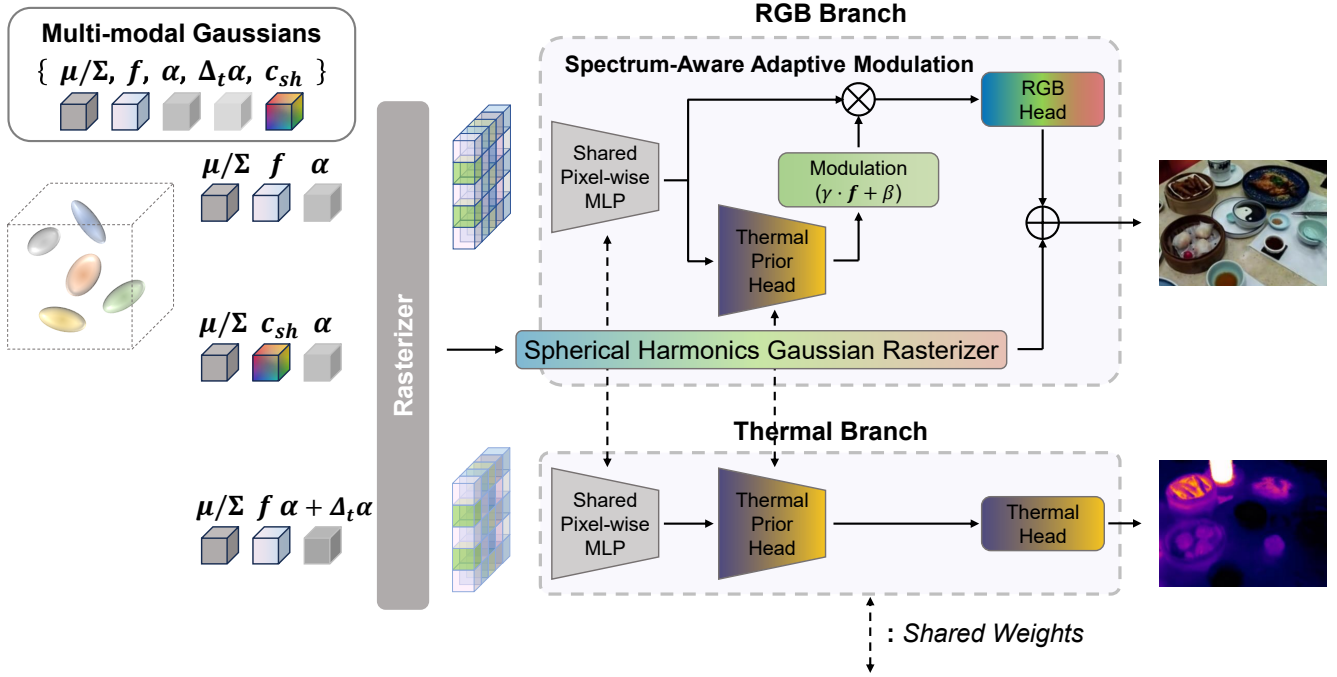 Multi-modal Gaussians
{ μ/Σ, f, α, Δₜα, c_sh }
μ/Σ f α
μ/Σ c_sh α
μ/Σ f α + Δₜα
Rasterizer
RGB Branch
Spectrum-Aware Adaptive Modulation
Shared
Pixel-wise
MLP
Thermal
Prior
Head
Modulation
(γ · f + β)
RGB
Head
Spherical Harmonics Gaussian Rasterizer
Thermal Branch
Shared
Pixel-wise
MLP
Thermal
Prior
Head
Thermal
Head
: Shared Weights